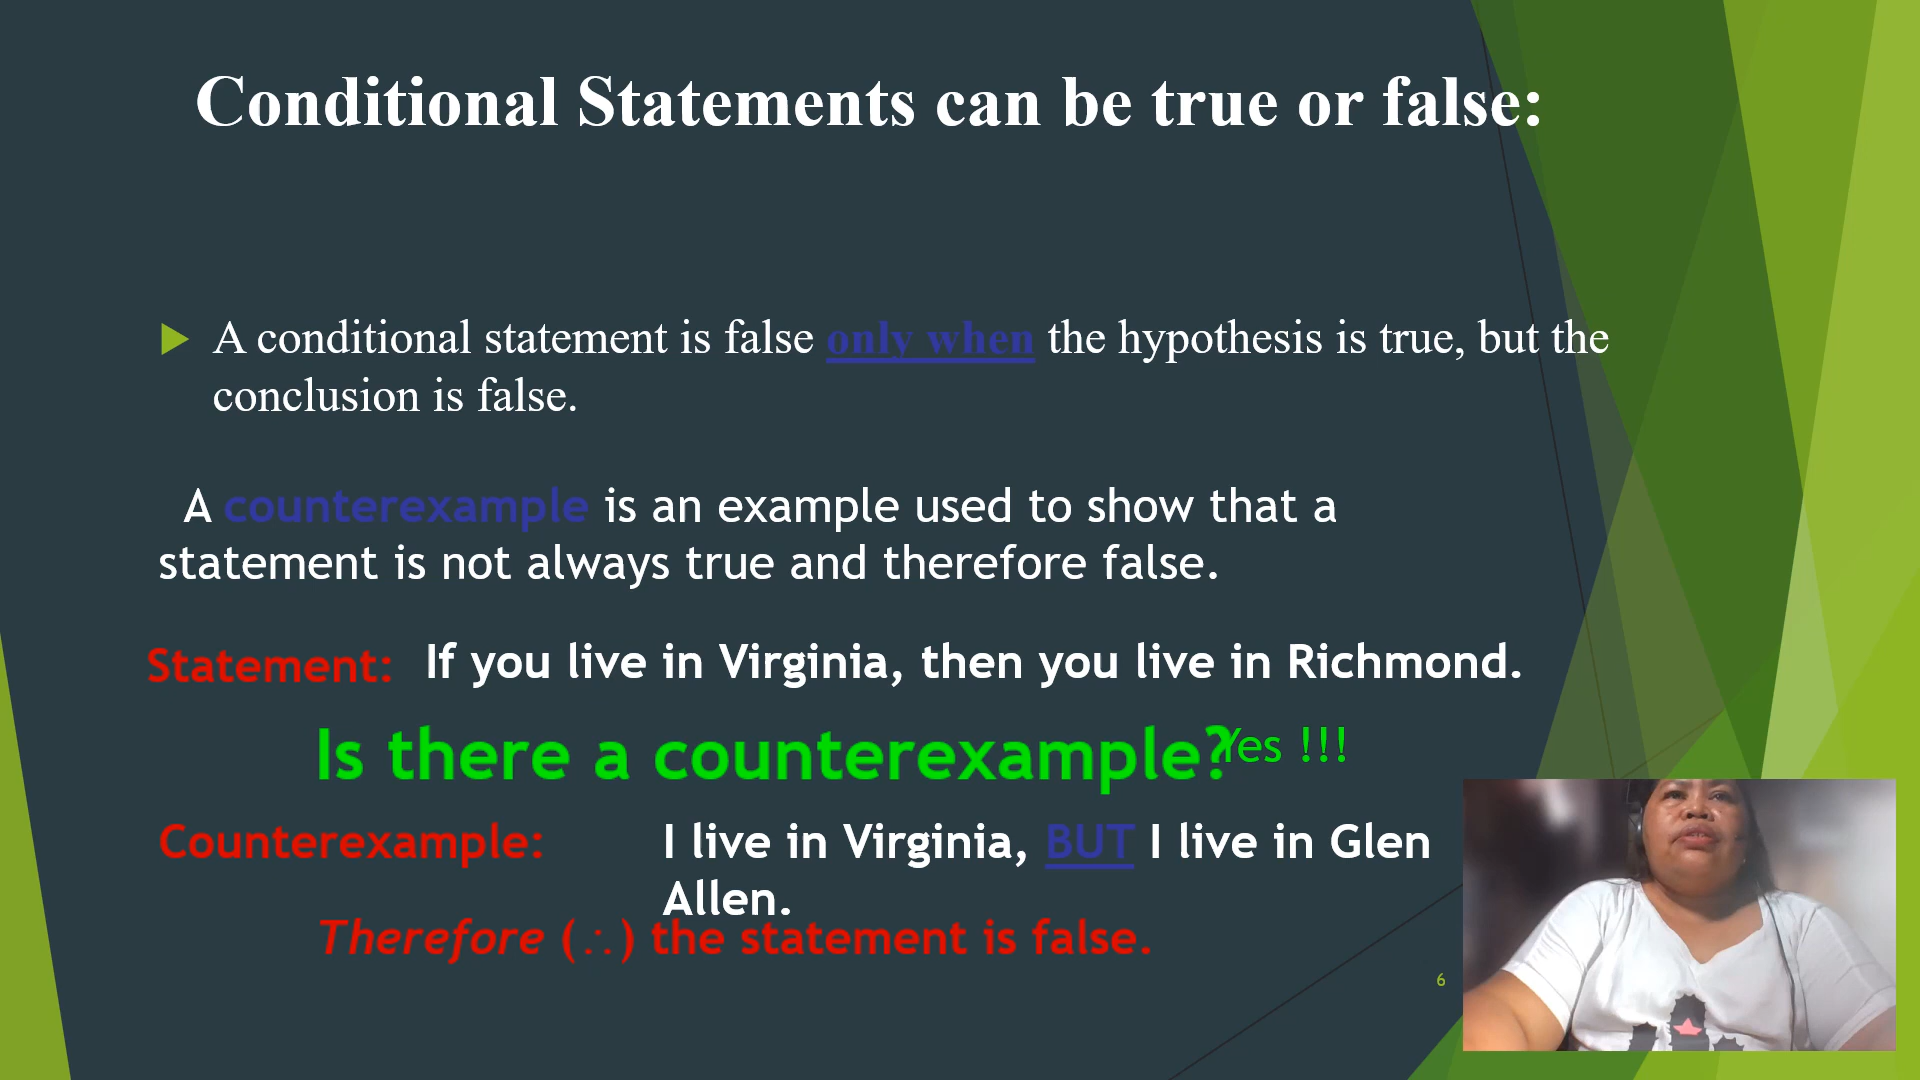 Conditional Statements can be true or false:
A conditional statement is false only when the hypothesis is true, but the
conclusion is false.
A counterexample is an example used to show that a
statement is not always true and therefore false.
Statement: If you live in Virginia, then you live in Richmond.
Is there a counterexample? Yes !!!
Counterexample: I live in Virginia, BUT I live in Glen
Allen.
Therefore (∴) the statement is false.
6